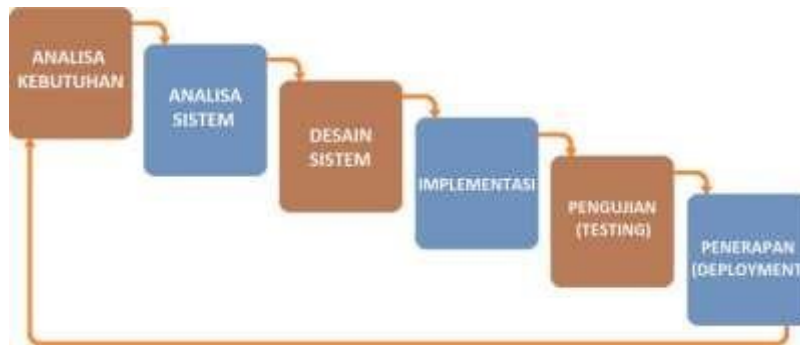 ANALISA
KEBUTUHAN
ANALISA
SISTEM
DESAIN
SISTEM
IMPLEMENTASI
PENGUJIAN
(TESTING)
PENERAPAN
(DEPLOYMENT